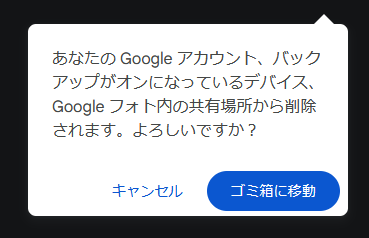 あなたの Google アカウント、バック
アップがオンになっているデバイス、
Google フォト内の共有場所から削除
されます。よろしいですか？
キャンセル ゴミ箱に移動